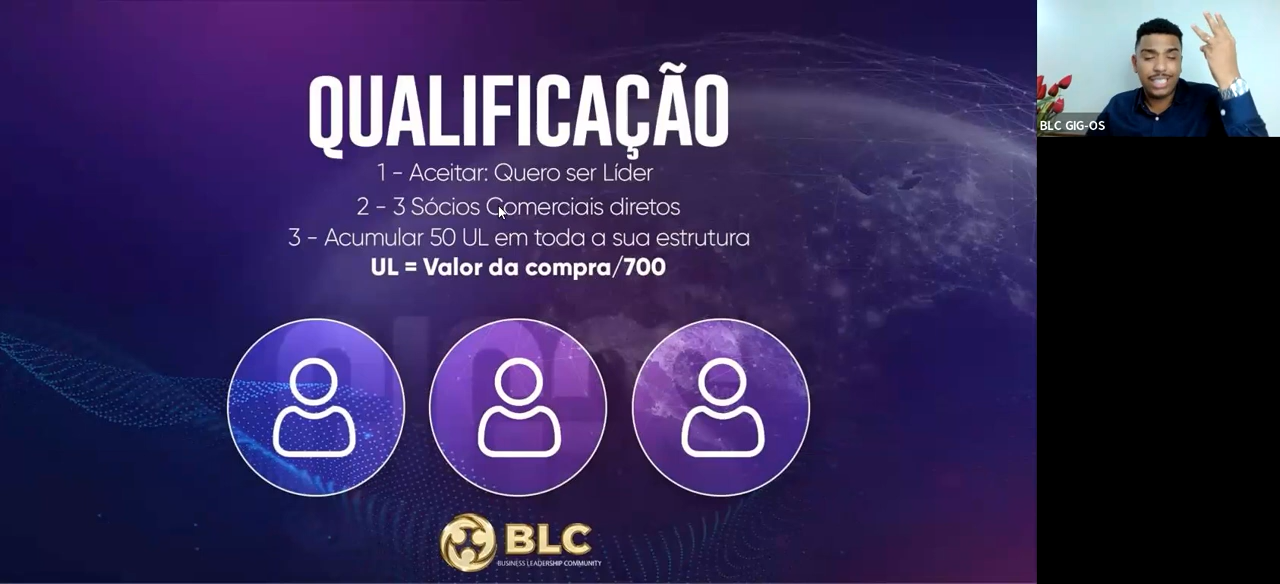 QUALIFICAÇÃO
1 - Aceitar: Quero ser Líder
2 - 3 Sócios Comerciais diretos
3 - Acumular 50 UL em toda a sua estrutura
UL = Valor da compra/700
BLC
BUSINESS LEADERSHIP COMMUNITY
BLC GIG-OS